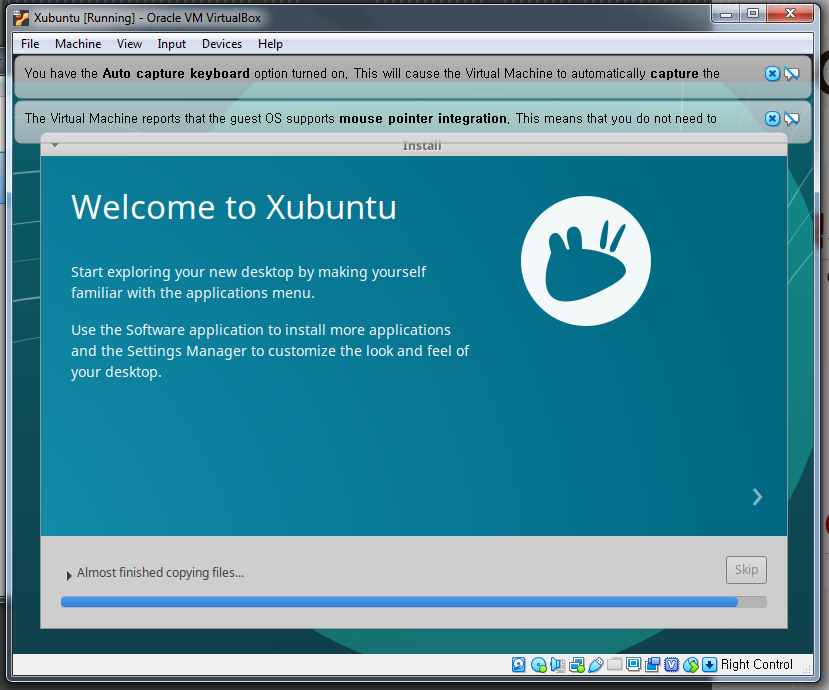 Xubuntu [Running] - Oracle VM VirtualBox
File Machine View Input Devices Help
You have the Auto capture keyboard option turned on. This will cause the Virtual Machine to automatically capture the
The Virtual Machine reports that the guest OS supports mouse pointer integration. This means that you do not need to
Install
Welcome to Xubuntu
Start exploring your new desktop by making yourself
familiar with the applications menu.
Use the Software application to install more applications
and the Settings Manager to customize the look and feel of
your desktop.
Almost finished copying files...
Skip
Right Control